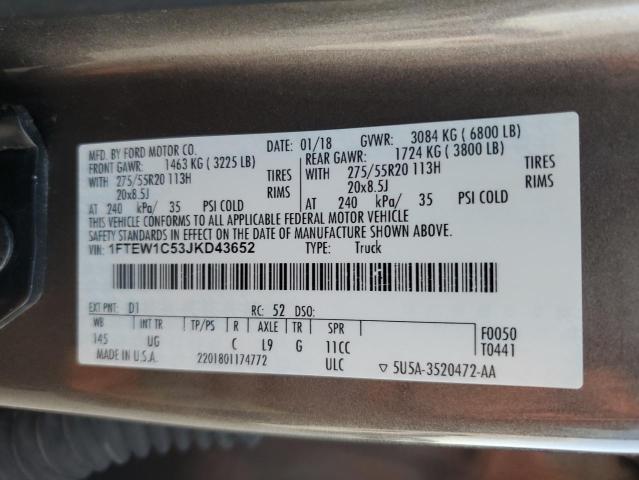 MFD. BY FORD MOTOR CO.
DATE: 01/18 GVWR: 3084 KG ( 6800 LB)
FRONT GAWR: 1463 KG ( 3225 LB)
REAR GAWR: 1724 KG ( 3800 LB)
WITH 275/55R20 113H TIRES
WITH 275/55R20 113H TIRES
20x8.5J RIMS
20x8.5J RIMS
AT 240 kPa/ 35 PSI COLD
AT 240 kPa/ 35 PSI COLD
THIS VEHICLE CONFORMS TO ALL APPLICABLE FEDERAL MOTOR VEHICLE
SAFETY STANDARDS IN EFFECT ON THE DATE OF MANUFACTURE SHOWN ABOVE.
VIN: 1FTEW1C53JKD43652 TYPE: Truck
EXT PNT: D1 RC: 52 DSO:
WB INT TR TP/PS R AXLE TR SPR
145 UG C L9 G 11CC
F0050
T0441
MADE IN U.S.A. 2201801174772 ULC
▽ 5U5A-3520472-AA